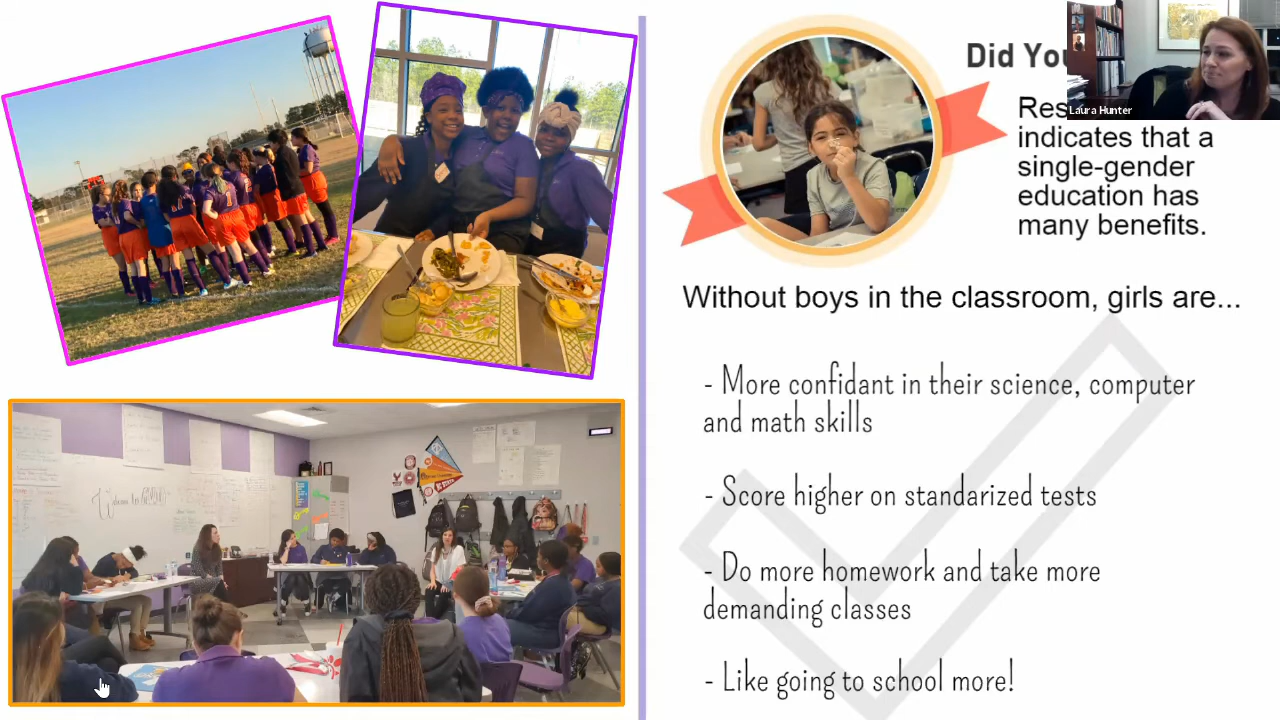 Did You
Laura Hunter
Res
indicates that a
single-gender
education has
many benefits.
Without boys in the classroom, girls are...
- More confidant in their science, computer
and math skills
- Score higher on standarized tests
- Do more homework and take more
demanding classes
- Like going to school more!
Welcome to